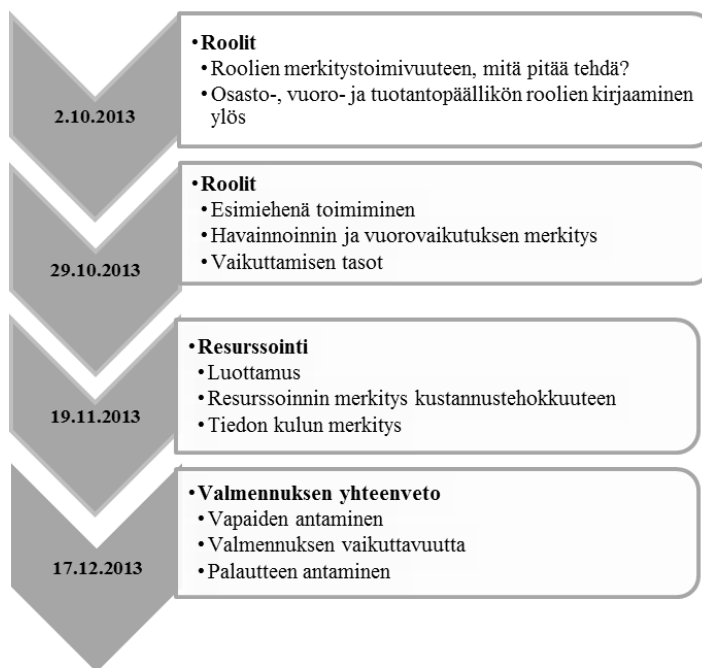 2.10.2013
•Roolit
•Roolien merkitystoimivuuteen, mitä pitää tehdä?
•Osasto-, vuoro- ja tuotantopäällikön roolien kirjaaminen
ylös
29.10.2013
•Roolit
•Esimiehenä toimiminen
•Havainnoinnin ja vuorovaikutuksen merkitys
•Vaikuttamisen tasot
19.11.2013
•Resurssointi
•Luottamus
•Resurssoinnin merkitys kustannustehokkuuteen
•Tiedon kulun merkitys
17.12.2013
•Valmennuksen yhteenveto
•Vapaiden antaminen
•Valmennuksen vaikuttavuutta
•Palautteen antaminen